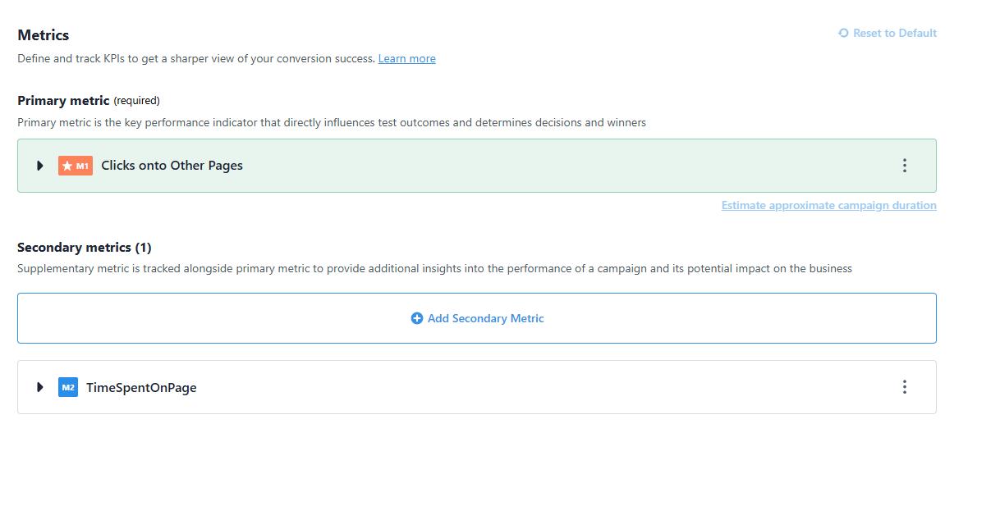 Metrics
Reset to Default
Define and track KPIs to get a sharper view of your conversion success. Learn more
Primary metric (required)
Primary metric is the key performance indicator that directly influences test outcomes and determines decisions and winners
M1 Clicks onto Other Pages
Estimate approximate campaign duration
Secondary metrics (1)
Supplementary metric is tracked alongside primary metric to provide additional insights into the performance of a campaign and its potential impact on the business
Add Secondary Metric
M2 TimeSpentOnPage